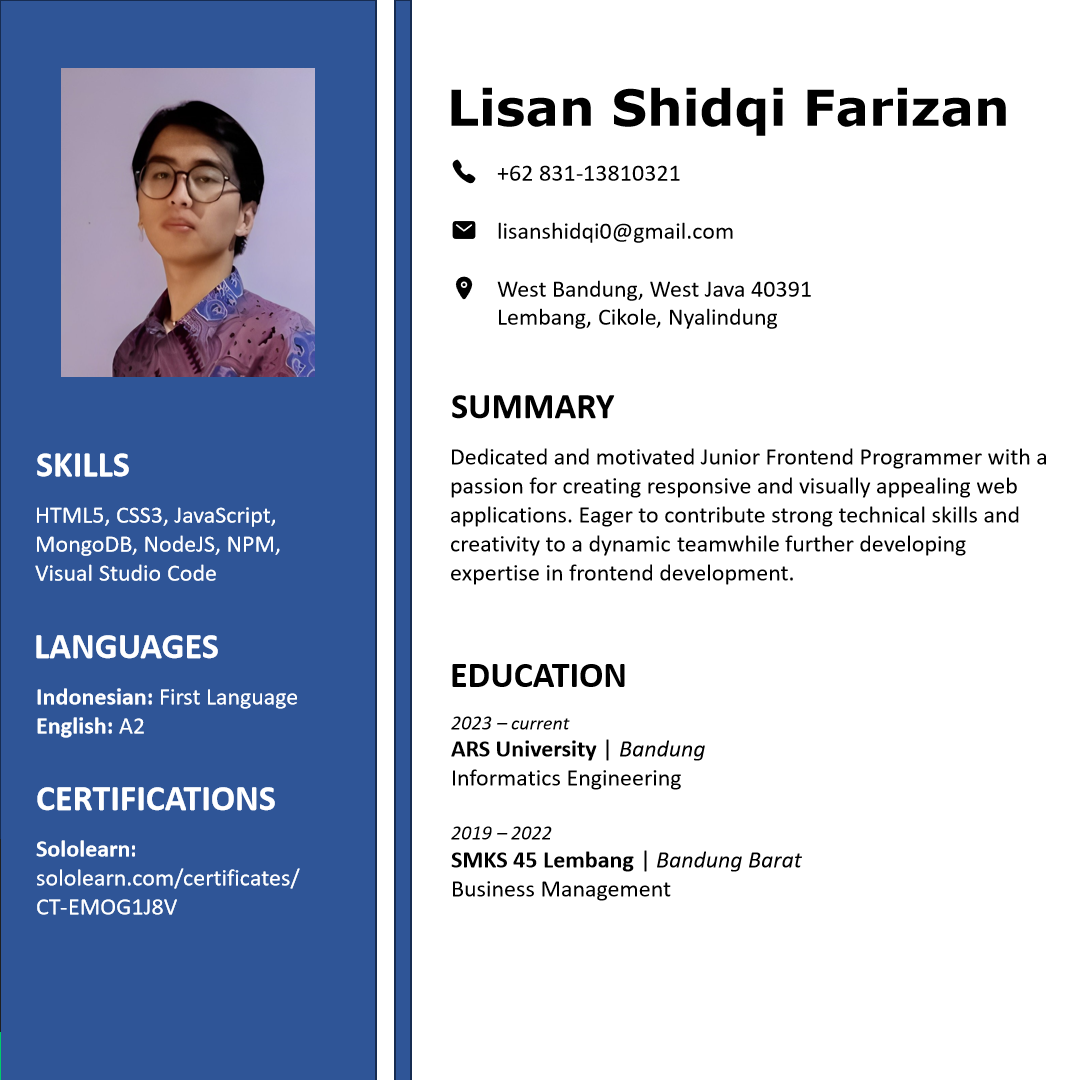 Lisan Shidqi Farizan
+62 831-13810321
lisanshidqi0@gmail.com
West Bandung, West Java 40391
Lembang, Cikole, Nyalindung
SUMMARY
Dedicated and motivated Junior Frontend Programmer with a
passion for creating responsive and visually appealing web
applications. Eager to contribute strong technical skills and
creativity to a dynamic teamwhile further developing
expertise in frontend development.
EDUCATION
2023 – current
ARS University | Bandung
Informatics Engineering
2019 – 2022
SMKS 45 Lembang | Bandung Barat
Business Management
SKILLS
HTML5, CSS3, JavaScript,
MongoDB, NodeJS, NPM,
Visual Studio Code
LANGUAGES
Indonesian: First Language
English: A2
CERTIFICATIONS
Sololearn:
sololearn.com/certificates/
CT-EMOG1J8V